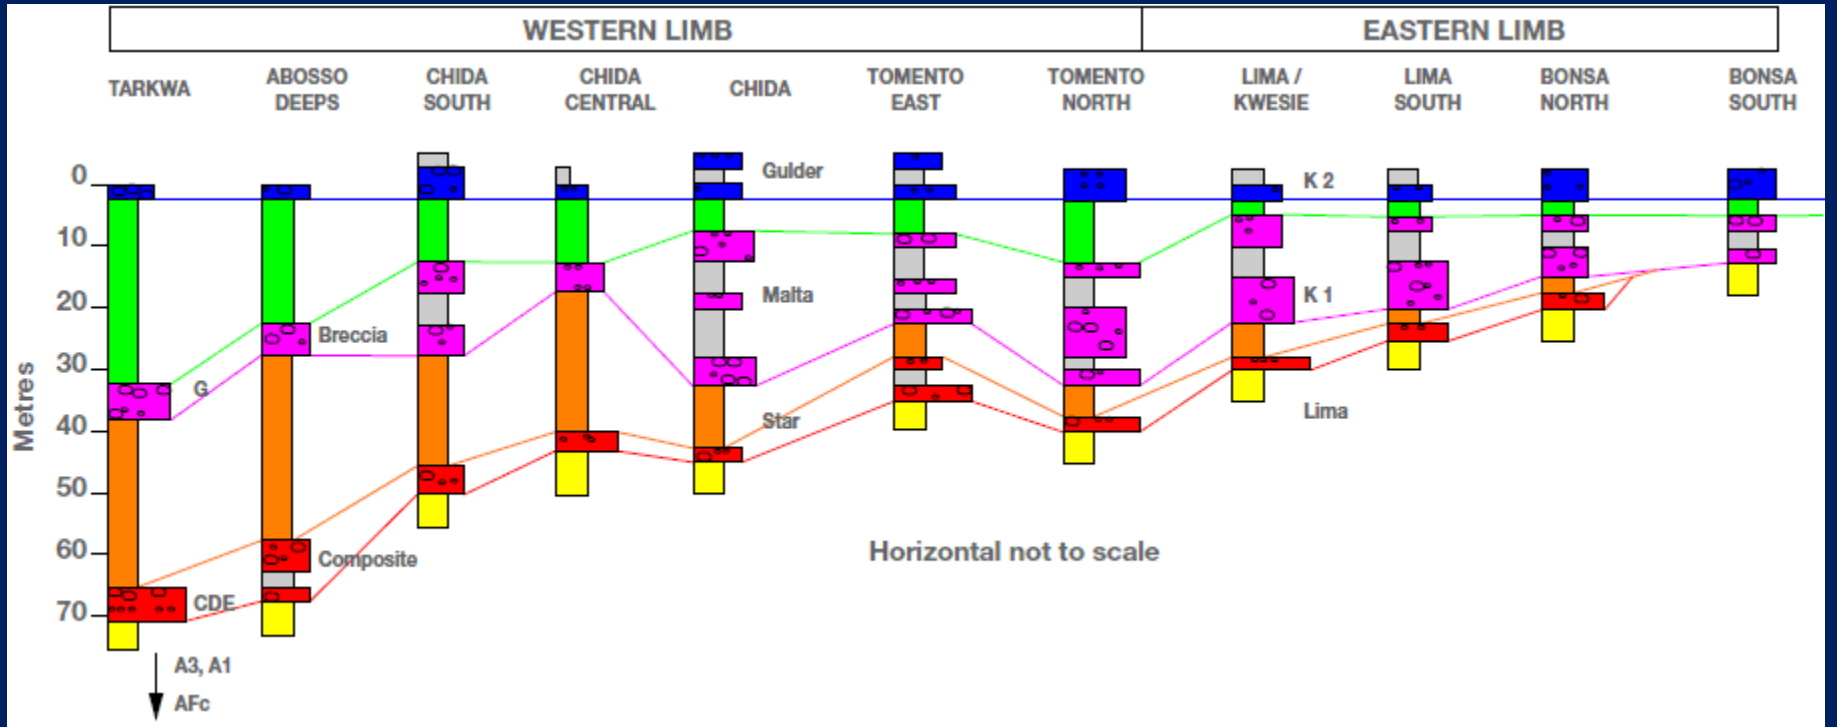 WESTERN LIMB
EASTERN LIMB
TARKWA
ABOSSO
DEEPS
CHIDA
SOUTH
CHIDA
CENTRAL
CHIDA
TOMENTO
EAST
TOMENTO
NORTH
LIMA /
KWESIE
LIMA
SOUTH
BONSA
NORTH
BONSA
SOUTH
Metres
0
10
20
30
40
50
60
70
Gulder
K 2
Malta
K 1
Breccia
G
Star
Lima
Composite
CDE
Horizontal not to scale
A3, A1
AFc